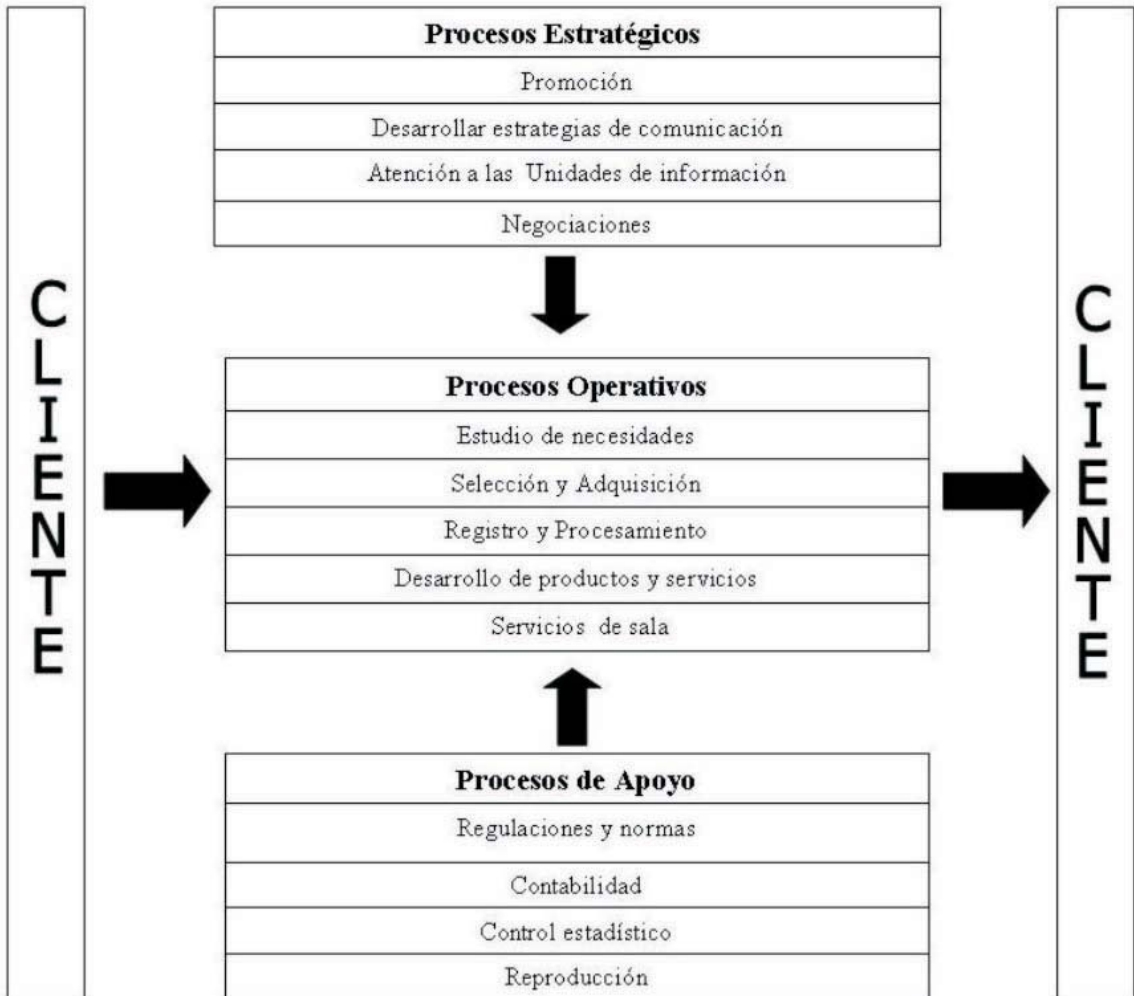 CLIENTE
Procesos Estratégicos
Promoción
Desarrollar estrategias de comunicación
Atención a las Unidades de información
Negociaciones
Procesos Operativos
Estudio de necesidades
Selección y Adquisición
Registro y Procesamiento
Desarrollo de productos y servicios
Servicios de sala
Procesos de Apoyo
Regulaciones y normas
Contabilidad
Control estadístico
Reproducción
CLIENTE